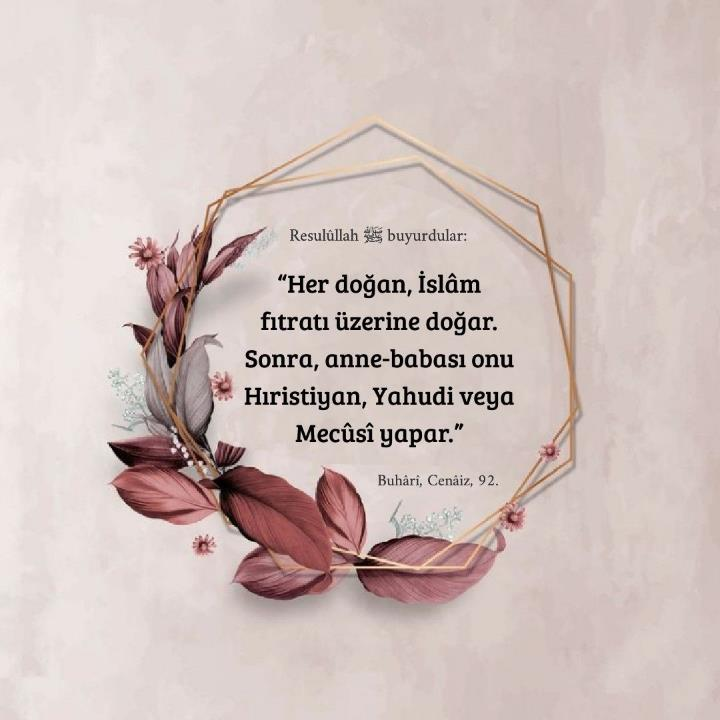 Resulûllah ﷺ buyurdular:
“Her doğan, İslâm
fıtratı üzerine doğar.
Sonra, anne-babası onu
Hıristiyan, Yahudi veya
Mecûsî yapar.”
Buhârî, Cenâiz, 92.